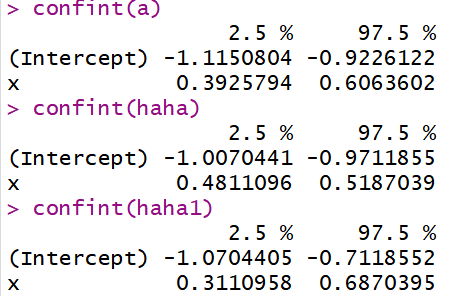 > confint(a)
2.5 % 97.5 %
(Intercept) -1.1150804 -0.9226122
x 0.3925794 0.6063602
> confint(haha)
2.5 % 97.5 %
(Intercept) -1.0070441 -0.9711855
x 0.4811096 0.5187039
> confint(haha1)
2.5 % 97.5 %
(Intercept) -1.0704405 -0.7118552
x 0.3110958 0.6870395